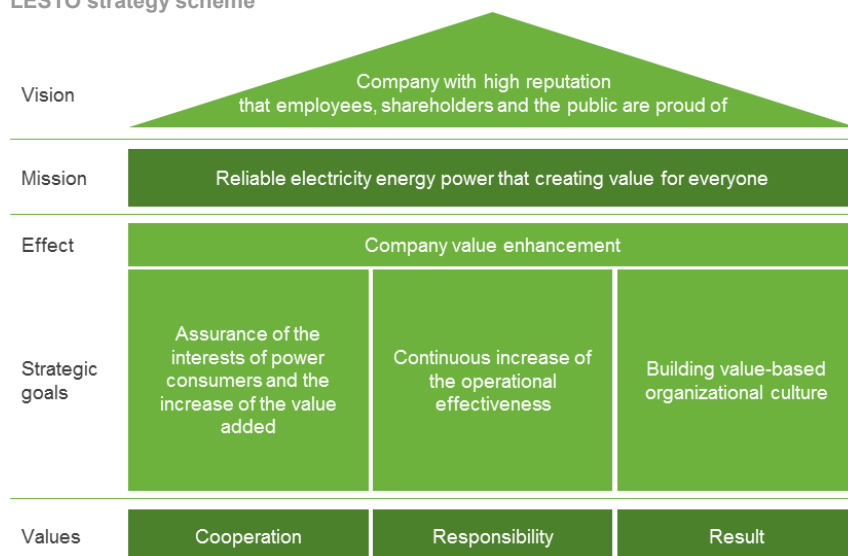 LESTO strategy scheme
Vision
Company with high reputation
that employees, shareholders and the public are proud of
Mission
Reliable electricity energy power that creating value for everyone
Effect
Company value enhancement
Strategic
goals
Assurance of the
interests of power
consumers and the
increase of the value
added
Continuous increase of
the operational
effectiveness
Building value-based
organizational culture
Values
Cooperation
Responsibility
Result